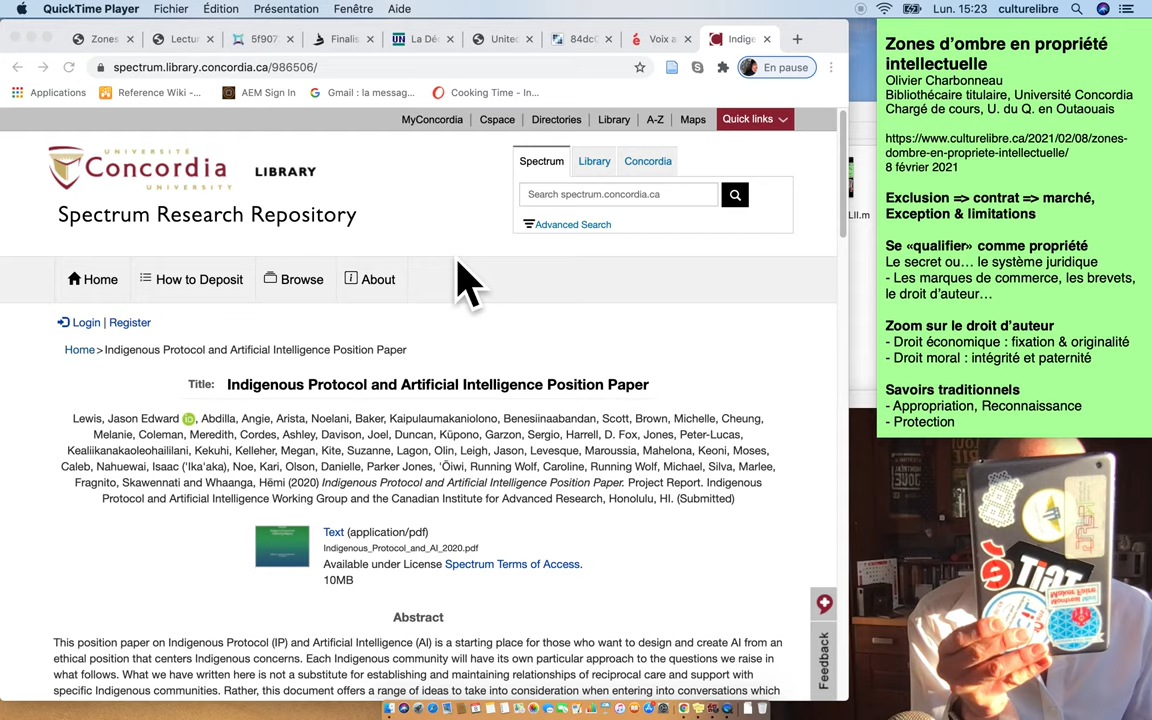 QuickTime Player Fichier Édition Présentation Fenêtre Aide Lun. 15:23 culturelibre
Zones Lectur 5f907 Finalis UN La Dé Unitec 84dc0 é Voix a Indige
spectrum.library.concordia.ca/986506/ En pause
Applications Reference Wiki -... AEM Sign In Gmail : la messag... Cooking Time - In...
MyConcordia Cspace Directories Library A-Z Maps Quick links
UNIVERSITÉ
Concordia
UNIVERSITY
LIBRARY
Spectrum Research Repository
Spectrum Library Concordia
Search spectrum.concordia.ca
Advanced Search
Home How to Deposit Browse About
Login | Register
Home > Indigenous Protocol and Artificial Intelligence Position Paper
Title: Indigenous Protocol and Artificial Intelligence Position Paper
Lewis, Jason Edward iD, Abdilla, Angie, Arista, Noelani, Baker, Kaipulaumakaniolono, Benesiinaabandan, Scott, Brown, Michelle, Cheung,
Melanie, Coleman, Meredith, Cordes, Ashley, Davison, Joel, Duncan, Kūpono, Garzon, Sergio, Harrell, D. Fox, Jones, Peter-Lucas,
Kealiikanakaoleohaililani, Kekuhi, Kelleher, Megan, Kite, Suzanne, Lagon, Olin, Leigh, Jason, Levesque, Maroussia, Mahelona, Keoni, Moses,
Caleb, Nahuewai, Isaac ('Ika'aka), Noe, Kari, Olson, Danielle, Parker Jones, 'Ōiwi, Running Wolf, Caroline, Running Wolf, Michael, Silva, Marlee,
Fragnito, Skawennati and Whaanga, Hēmi (2020) Indigenous Protocol and Artificial Intelligence Position Paper. Project Report. Indigenous
Protocol and Artificial Intelligence Working Group and the Canadian Institute for Advanced Research, Honolulu, HI. (Submitted)
Text (application/pdf)
Indigenous_Protocol_and_AI_2020.pdf
Available under License Spectrum Terms of Access.
10MB
Abstract
This position paper on Indigenous Protocol (IP) and Artificial Intelligence (AI) is a starting place for those who want to design and create AI from an
ethical position that centers Indigenous concerns. Each Indigenous community will have its own particular approach to the questions we raise in
what follows. What we have written here is not a substitute for establishing and maintaining relationships of reciprocal care and support with
specific Indigenous communities. Rather, this document offers a range of ideas to take into consideration when entering into conversations which
Feedback
Zones d'ombre en propriété
intellectuelle
Olivier Charbonneau
Bibliothécaire titulaire, Université Concordia
Chargé de cours, U. du Q. en Outaouais
https://www.culturelibre.ca/2021/02/08/zones-
dombre-en-propriete-intellectuelle/
8 février 2021
Exclusion => contrat => marché,
Exception & limitations
Se «qualifier» comme propriété
Le secret ou… le système juridique
- Les marques de commerce, les brevets,
le droit d'auteur…
Zoom sur le droit d'auteur
- Droit économique : fixation & originalité
- Droit moral : intégrité et paternité
Savoirs traditionnels
- Appropriation, Reconnaissance
- Protection
LII.m
é
Maker Faire